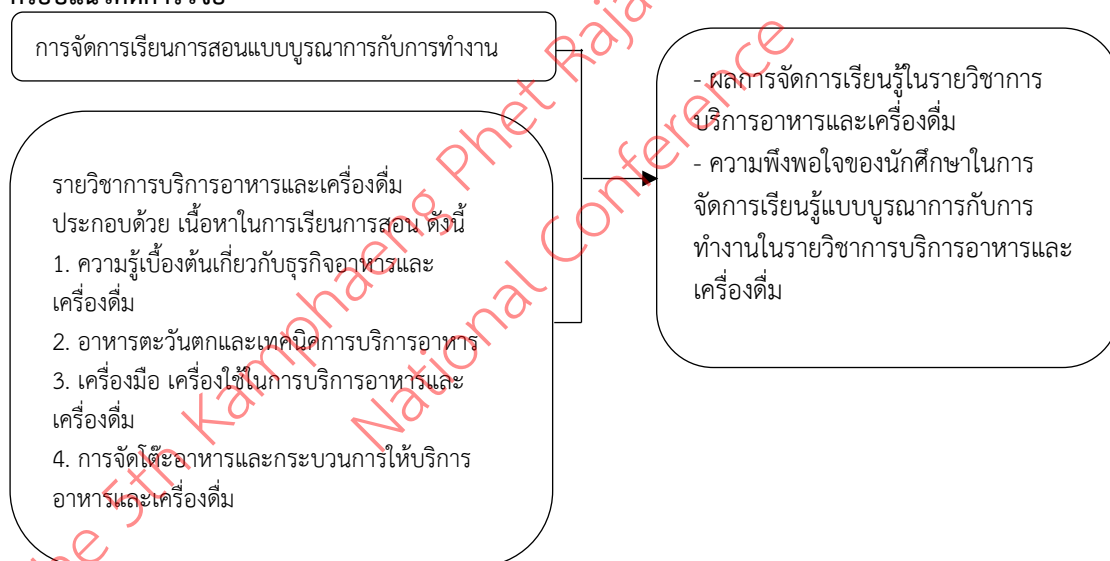 การจัดการเรียนการสอนแบบบูรณาการกับการทำงาน
รายวิชาการบริการอาหารและเครื่องดื่ม
ประกอบด้วย เนื้อหาในการเรียนการสอน ดังนี้
1. ความรู้เบื้องต้นเกี่ยวกับธุรกิจอาหารและ
เครื่องดื่ม
2. อาหารตะวันตกและเทคนิคการบริการอาหาร
3. เครื่องมือ เครื่องใช้ในการบริการอาหารและ
เครื่องดื่ม
4. การจัดโต๊ะอาหารและกระบวนการให้บริการ
อาหารและเครื่องดื่ม
- ผลการจัดการเรียนรู้ในรายวิชาการ
บริการอาหารและเครื่องดื่ม
- ความพึงพอใจของนักศึกษาในการ
จัดการเรียนรู้แบบบูรณาการกับการ
ทำงานในรายวิชาการบริการอาหารและ
เครื่องดื่ม
5th Kamphaeng Phet
National Conference